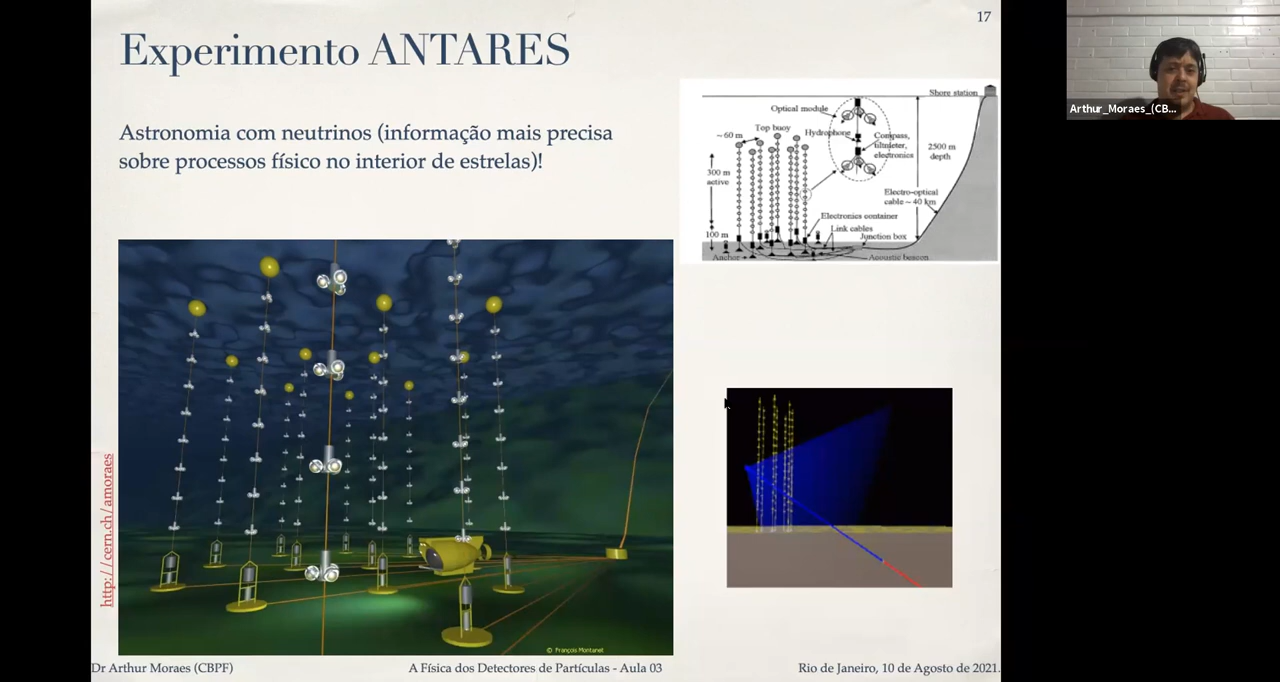 17
Experimento ANTARES
Astronomia com neutrinos (informação mais precisa
sobre processos físico no interior de estrelas)!
Shore station
Optical module
Top buoy
~60 m
Hydrophone
Compass,
tiltmeter,
electronics
2500 m
depth
300 m
active
Electro-optical
cable ~ 40 km
Electronics container
Link cables
100 m
Junction box
Anchor
Acoustic beacon
http://cern.ch/amoraes
© François Montanet
Dr Arthur Moraes (CBPF)
A Física dos Detectores de Partículas - Aula 03
Rio de Janeiro, 10 de Agosto de 2021.
Arthur_Moraes_(CB...